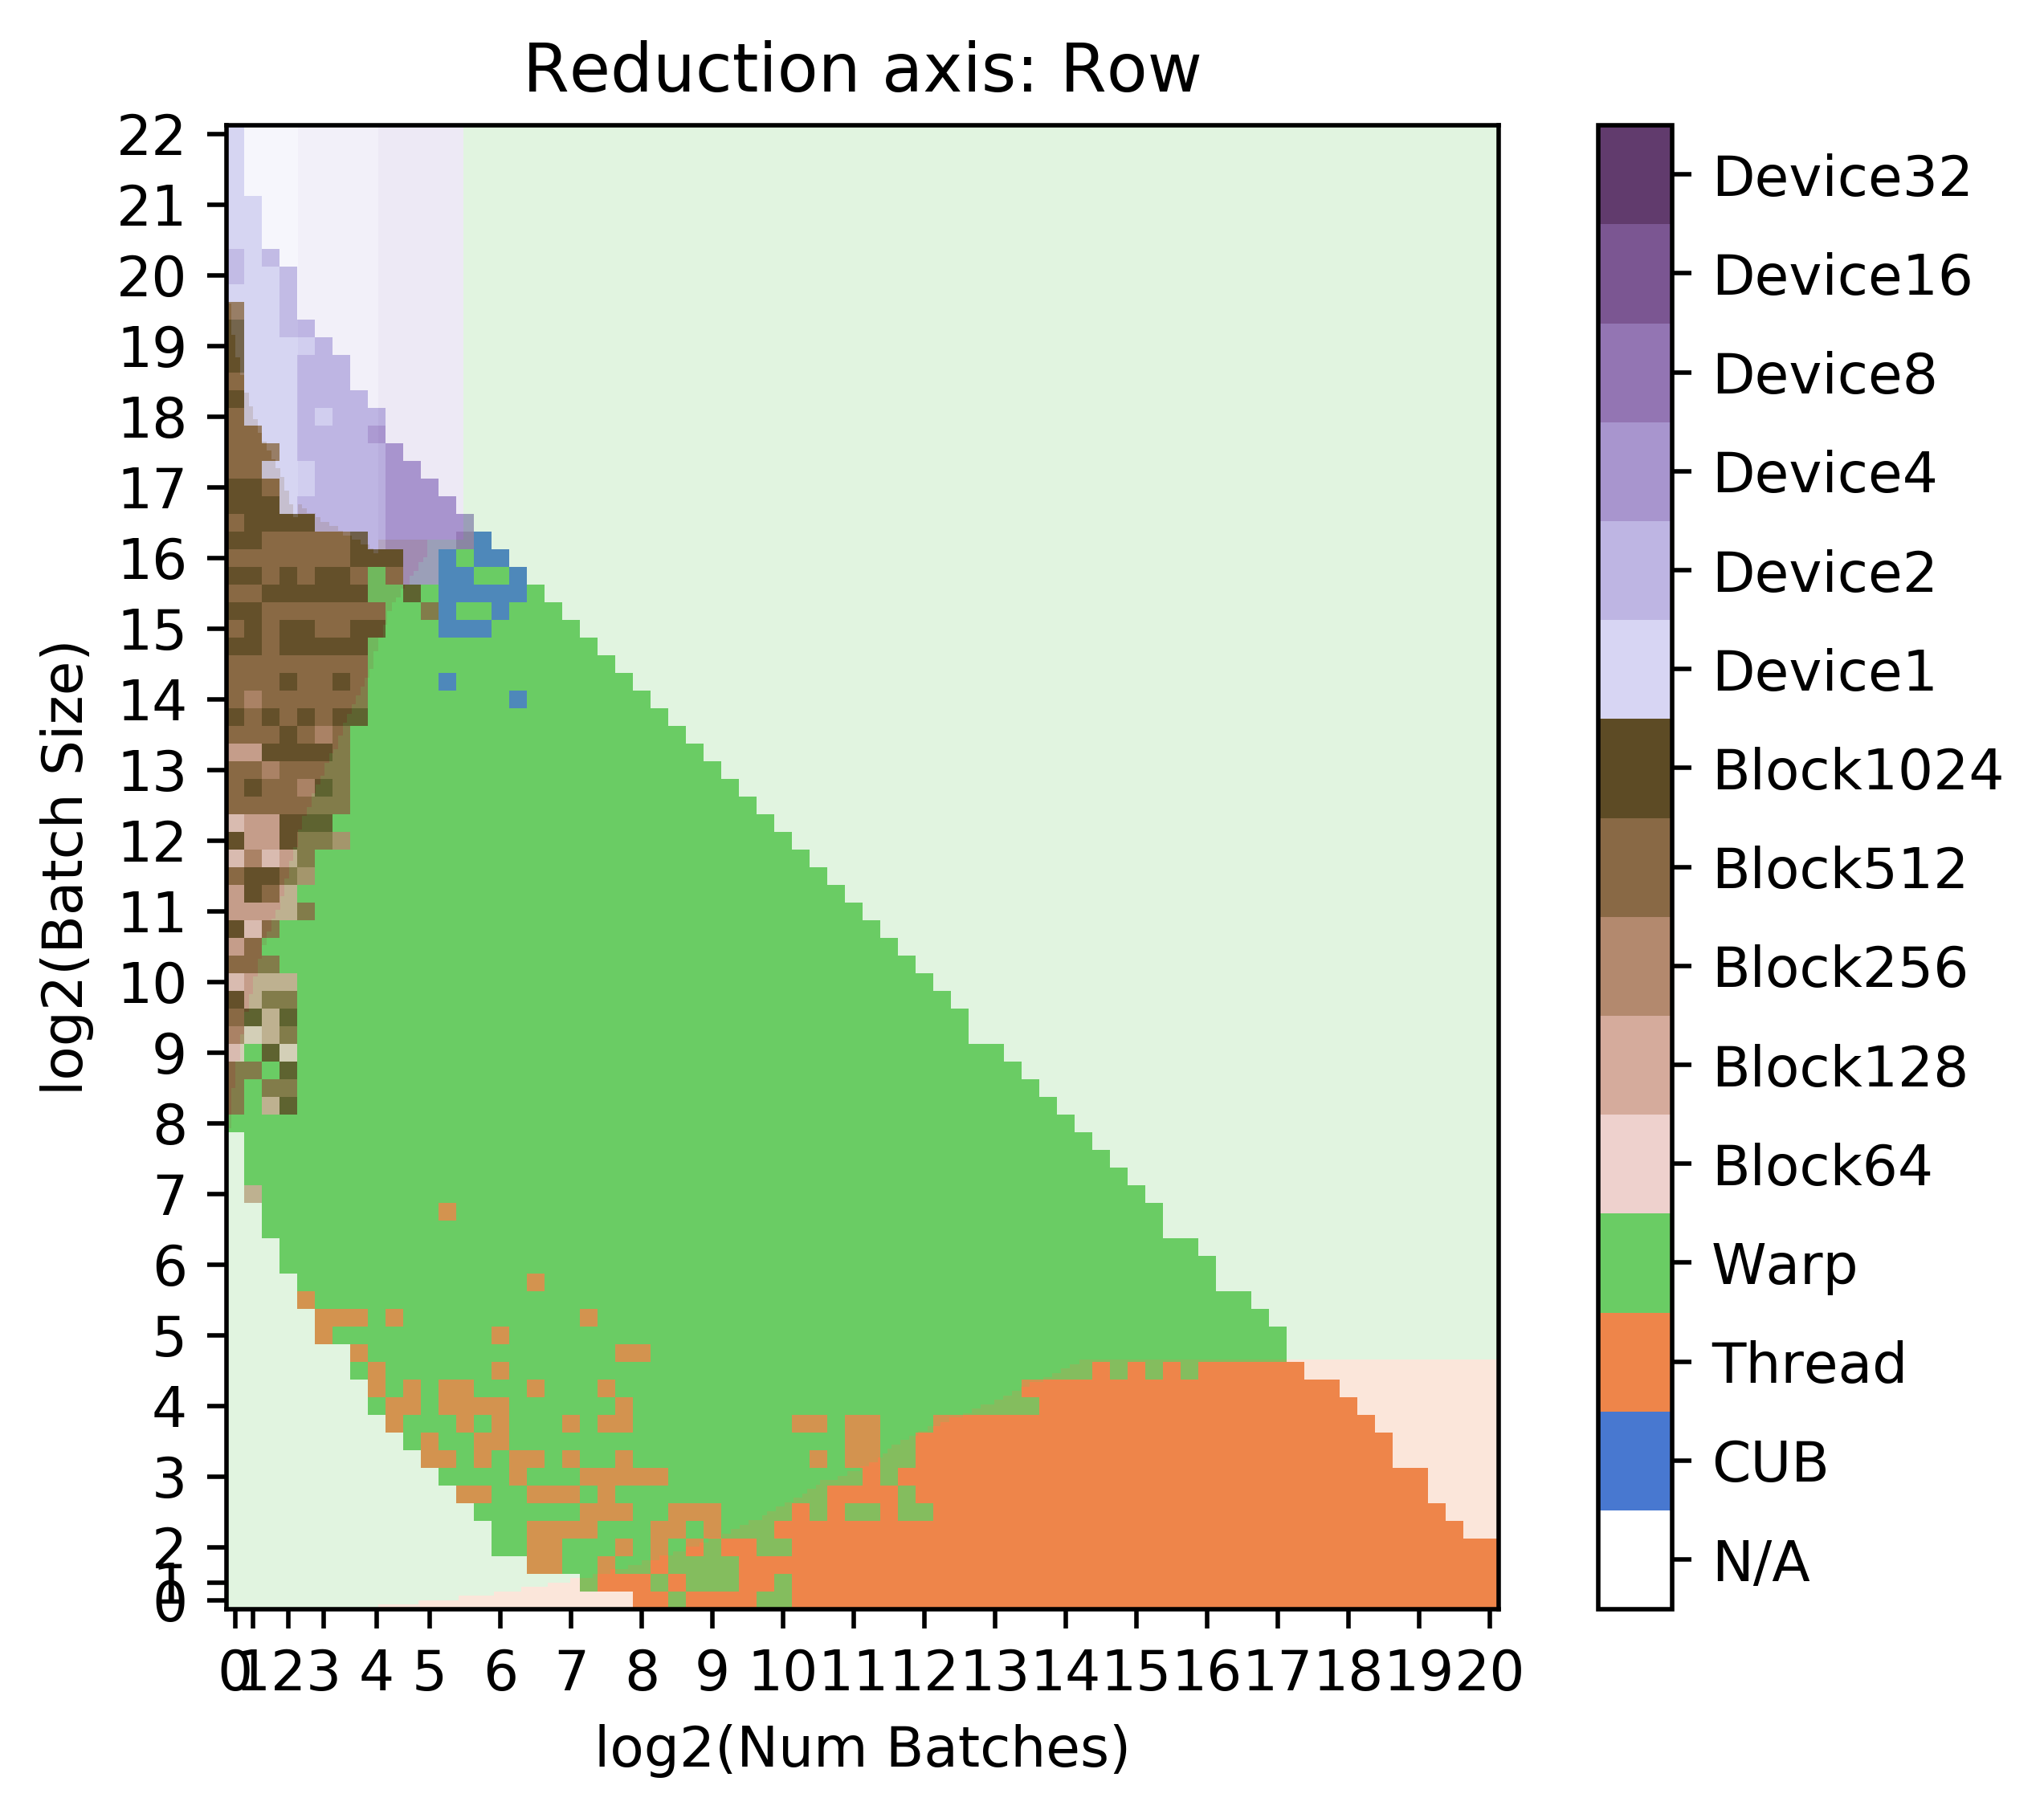 Reduction axis: Row
22
21
20
19
18
17
16
15
14
13
12
11
10
9
8
7
6
5
4
3
2
1
0
log2(Batch Size)
0 1 2 3 4 5 6 7 8 9 10 11 12 13 14 15 16 17 18 19 20
log2(Num Batches)
Device32
Device16
Device8
Device4
Device2
Device1
Block1024
Block512
Block256
Block128
Block64
Warp
Thread
CUB
N/A